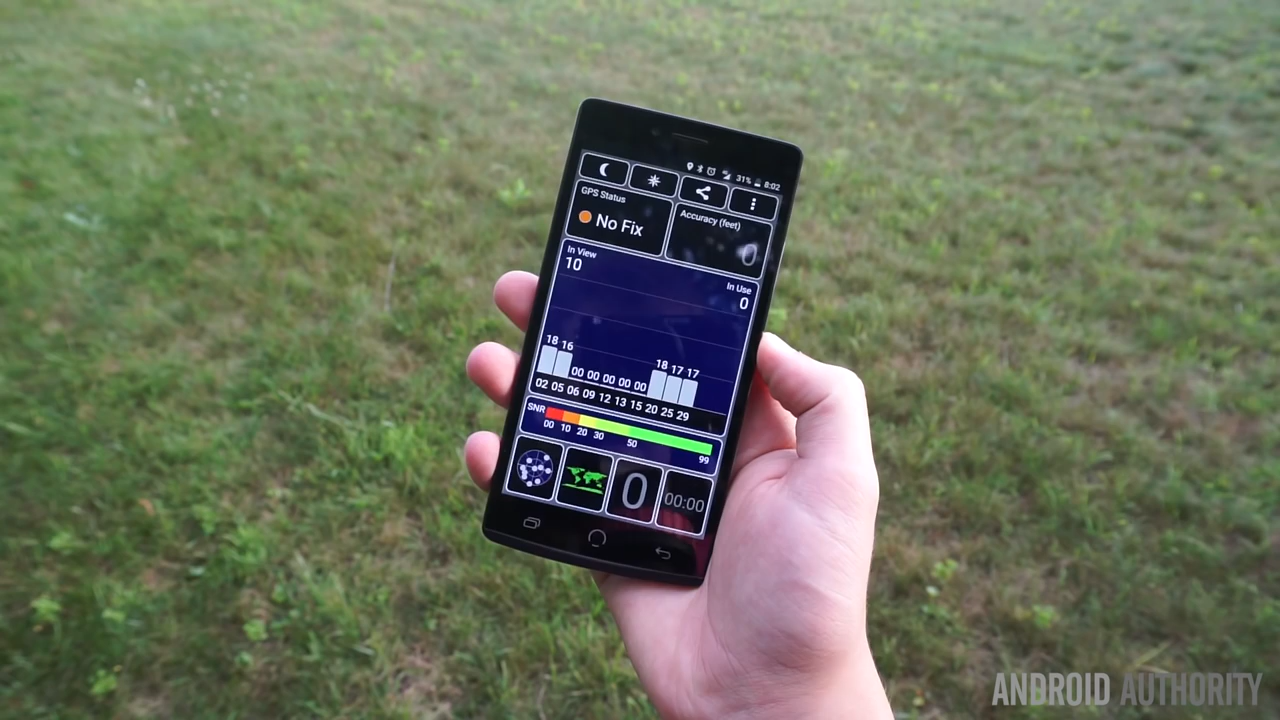 31% 8:02
GPS Status
No Fix
Accuracy (feet)
0
In View
10
In Use
0
18 16 00 00 00 00 00 18 17 17
02 05 06 09 12 13 15 20 25 29
SNR
00 10 20 30 50 99
0
00:00
ANDROID AUTHORITY